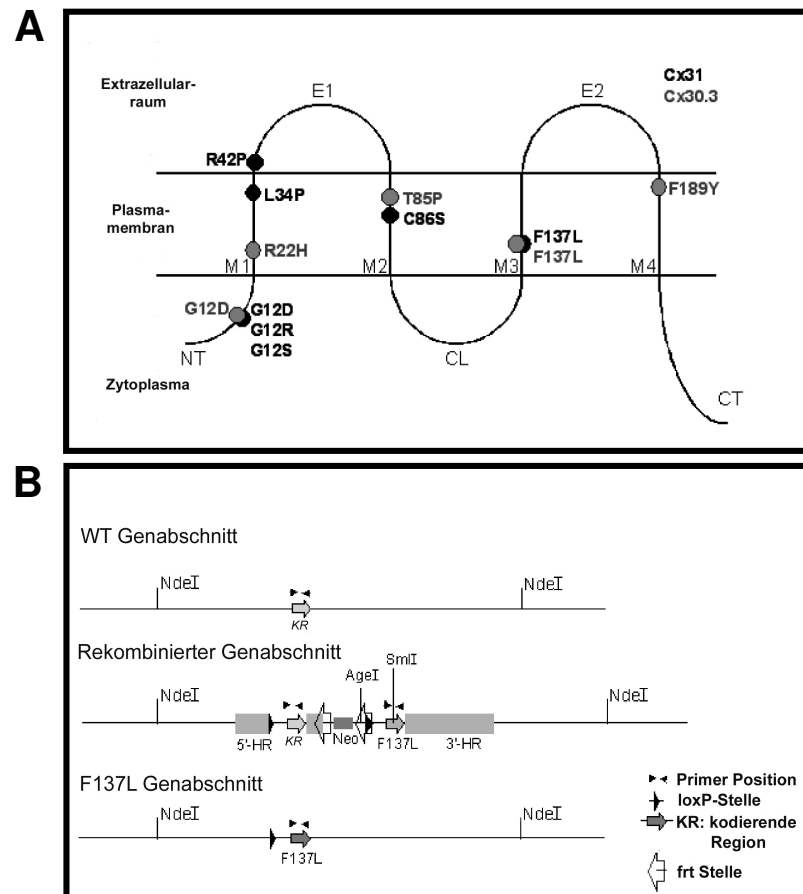 A
Extrazellular-
raum
E1
E2
Cx31
Cx30.3
R42P
L34P
T85P
C86S
F189Y
Plasma-
membran
R22H
F137L
F137L
M1
M2
M3
M4
G12D
G12D
G12R
G12S
NT
CL
Zytoplasma
CT
B
WT Genabschnitt
NdeI
NdeI
KR
Rekombinierter Genabschnitt
SmlI
AgeI
NdeI
NdeI
5'-HR
KR
Neo
F137L
3'-HR
F137L Genabschnitt
NdeI
NdeI
F137L
Primer Position
loxP-Stelle
KR: kodierende
Region
frt Stelle